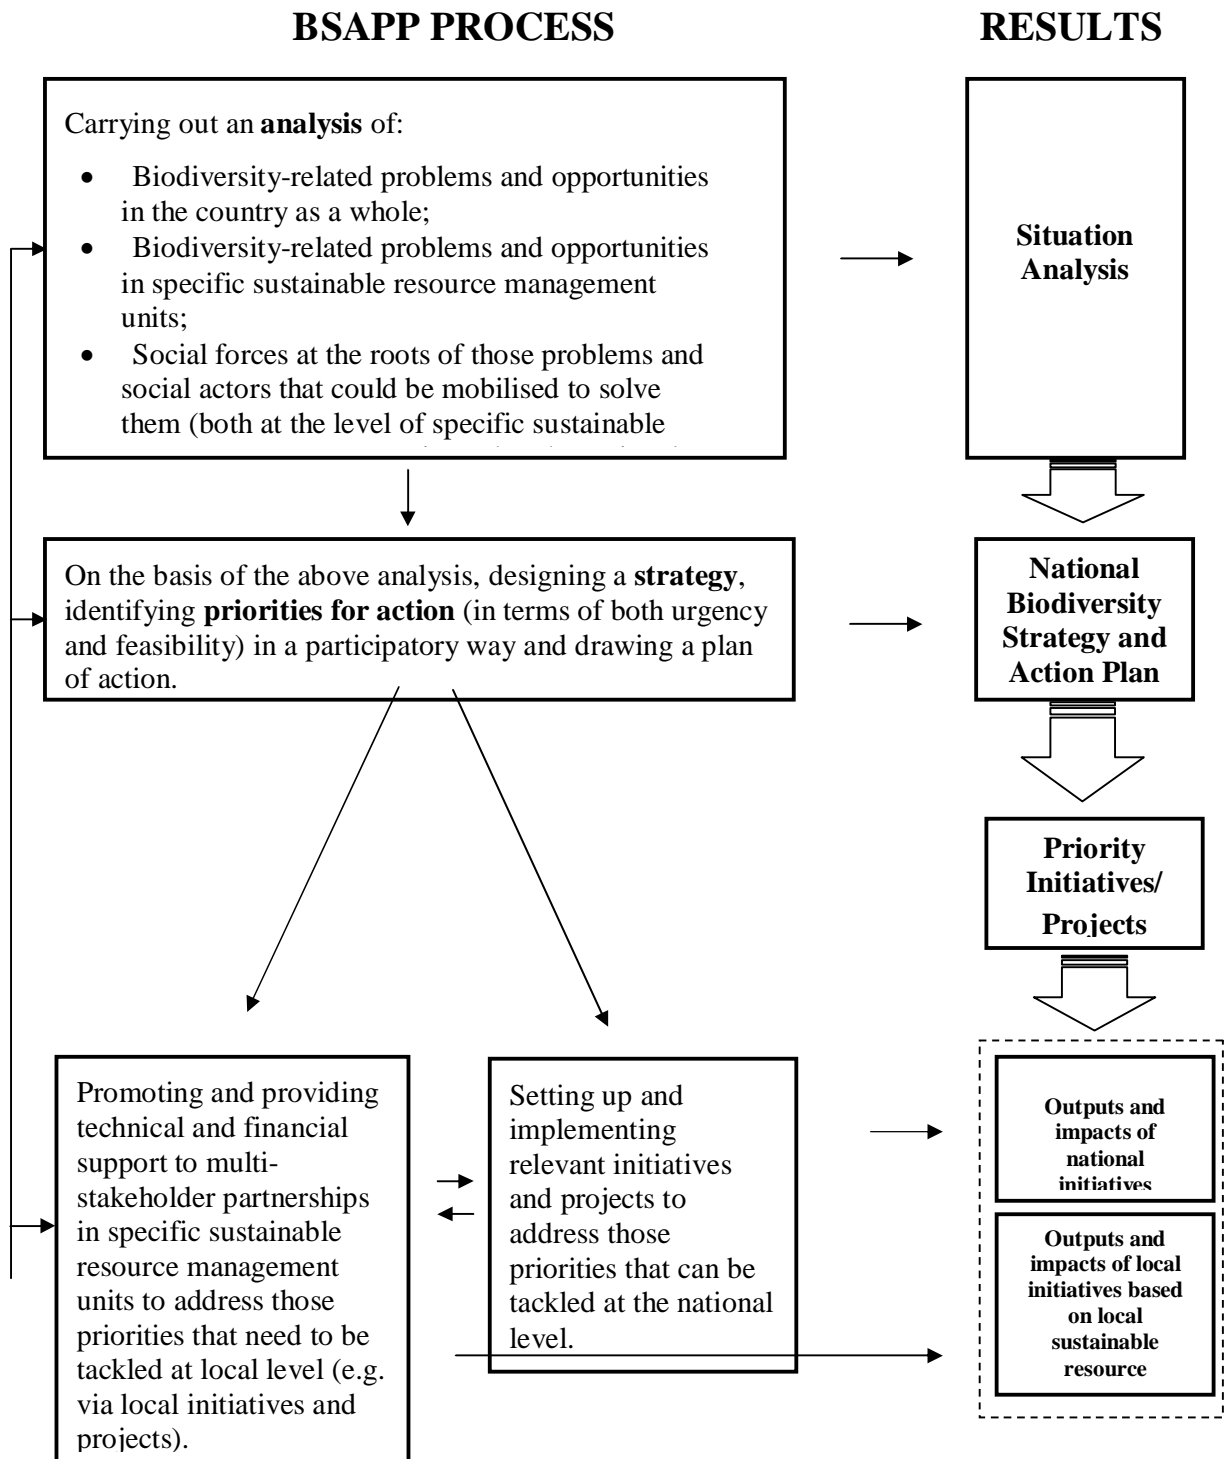 BSAPP PROCESS
RESULTS
Carrying out an analysis of:
• Biodiversity-related problems and opportunities
in the country as a whole;
• Biodiversity-related problems and opportunities
in specific sustainable resource management
units;
• Social forces at the roots of those problems and
social actors that could be mobilised to solve
them (both at the level of specific sustainable
Situation
Analysis
On the basis of the above analysis, designing a strategy,
identifying priorities for action (in terms of both urgency
and feasibility) in a participatory way and drawing a plan
of action.
National
Biodiversity
Strategy and
Action Plan
Priority
Initiatives/
Projects
Promoting and providing
technical and financial
support to multi-
stakeholder partnerships
in specific sustainable
resource management
units to address those
priorities that need to be
tackled at local level (e.g.
via local initiatives and
projects).
Setting up and
implementing
relevant initiatives
and projects to
address those
priorities that can be
tackled at the national
level.
Outputs and
impacts of
national
initiatives
Outputs and
impacts of local
initiatives based
on local
sustainable
resource